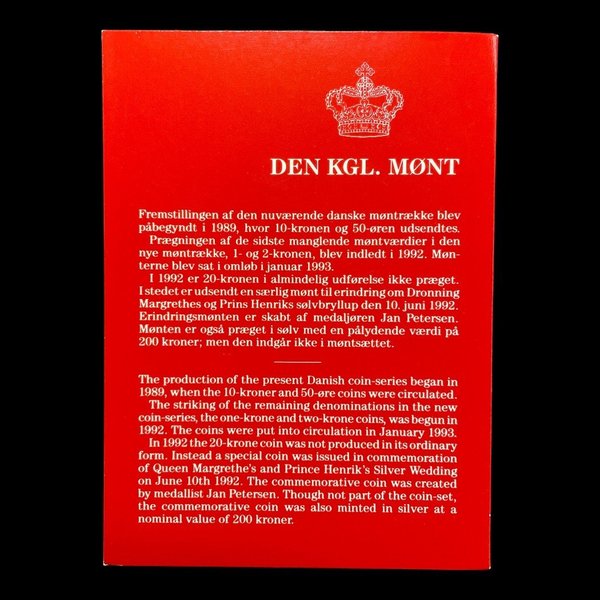 DEN KGL. MØNT
Fremstillingen af den nuværende danske møntrække blev
påbegyndt i 1989, hvor 10-kronen og 50-øren udsendtes.
Prægningen af de sidste manglende møntværdier i den
nye møntrække, 1- og 2-kronen, blev indledt i 1992. Møn-
terne blev sat i omløb i januar 1993.
I 1992 er 20-kronen i almindelig udførelse ikke præget.
I stedet er udsendt en særlig mønt til erindring om Dronning
Margrethes og Prins Henriks sølvbryllup den 10. juni 1992.
Erindringsmønten er skabt af medaljøren Jan Petersen.
Mønten er også præget i sølv med en pålydende værdi på
200 kroner; men den indgår ikke i møntsættet.
The production of the present Danish coin-series began in
1989, when the 10-kroner and 50-øre coins were circulated.
The striking of the remaining denominations in the new
coin-series, the one-krone and two-krone coins, was begun in
1992. The coins were put into circulation in January 1993.
In 1992 the 20-krone coin was not produced in its ordinary
form. Instead a special coin was issued in commemoration
of Queen Margrethe's and Prince Henrik's Silver Wedding
on June 10th 1992. The commemorative coin was created
by medallist Jan Petersen. Though not part of the coin-set,
the commemorative coin was also minted in silver at a
nominal value of 200 kroner.